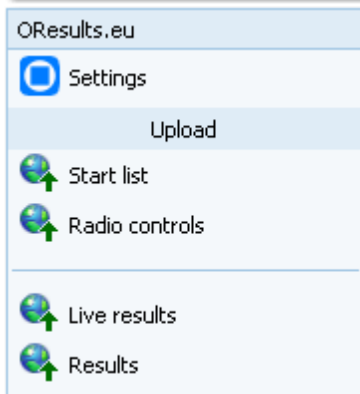 OResults.eu
Settings
Upload
Start list
Radio controls
Live results
Results